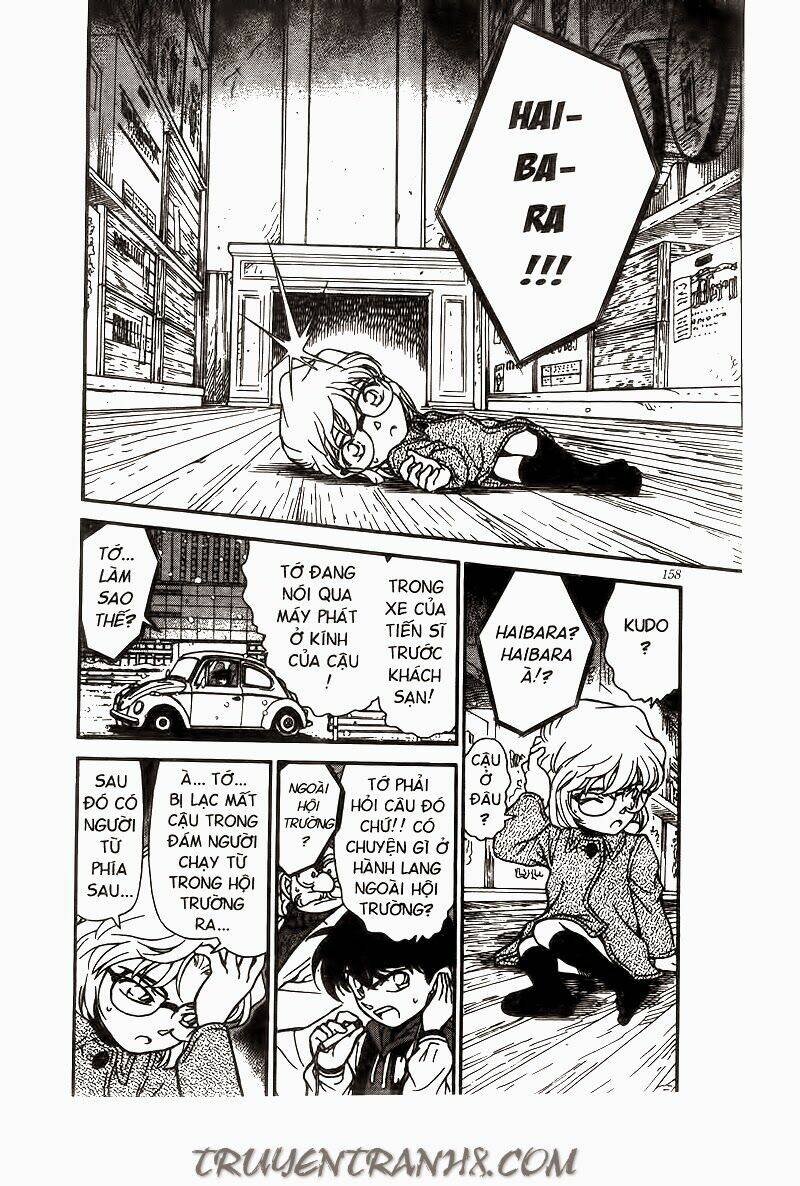 HAI-
BA-
RA
!!!
158
KUDO
?
HAIBARA?
HAIBARA
À!?
CẬU
Ở
ĐÂU?
TRONG
XE CỦA
TIẾN SĨ
TRƯỚC
KHÁCH
SẠN!
TỚ ĐANG
NÓI QUA
MÁY PHÁT
Ở KÍNH
CỦA CẬU
!
TỚ...
LÀM
SAO
THẾ?
TỚ PHẢI
HỎI CÂU ĐÓ
CHỨ!! CÓ
CHUYỆN GÌ Ở
HÀNH LANG
NGOÀI HỘI
TRƯỜNG?
NGOÀI
HỘI
TRƯỜNG
?
À... TỚ...
BỊ LẠC MẤT
CẬU TRONG
ĐÁM NGƯỜI
CHẠY TỪ
TRONG HỘI
TRƯỜNG
RA...
SAU
ĐÓ CÓ
NGƯỜI
TỪ
PHÍA
SAU...
TRUYENTRANH8.COM